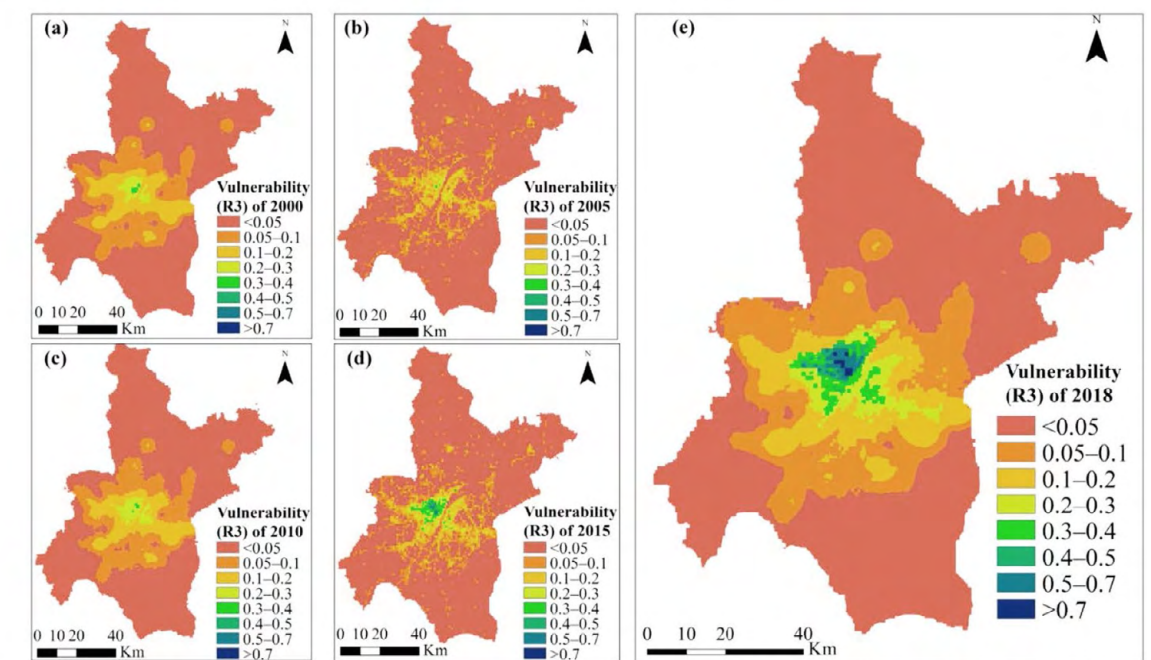 (a)
N
Vulnerability
(R3) of 2000
<0.05
0.05–0.1
0.1–0.2
0.2–0.3
0.3–0.4
0.4–0.5
0.5–0.7
>0.7
0 10 20 40
Km
(b)
N
Vulnerability
(R3) of 2005
<0.05
0.05–0.1
0.1–0.2
0.2–0.3
0.3–0.4
0.4–0.5
0.5–0.7
>0.7
0 10 20 40
Km
(c)
N
Vulnerability
(R3) of 2010
<0.05
0.05–0.1
0.1–0.2
0.2–0.3
0.3–0.4
0.4–0.5
0.5–0.7
>0.7
0 10 20 40
Km
(d)
N
Vulnerability
(R3) of 2015
<0.05
0.05–0.1
0.1–0.2
0.2–0.3
0.3–0.4
0.4–0.5
0.5–0.7
>0.7
0 10 20 40
Km
(e)
N
Vulnerability
(R3) of 2018
<0.05
0.05–0.1
0.1–0.2
0.2–0.3
0.3–0.4
0.4–0.5
0.5–0.7
>0.7
0 10 20 40
Km